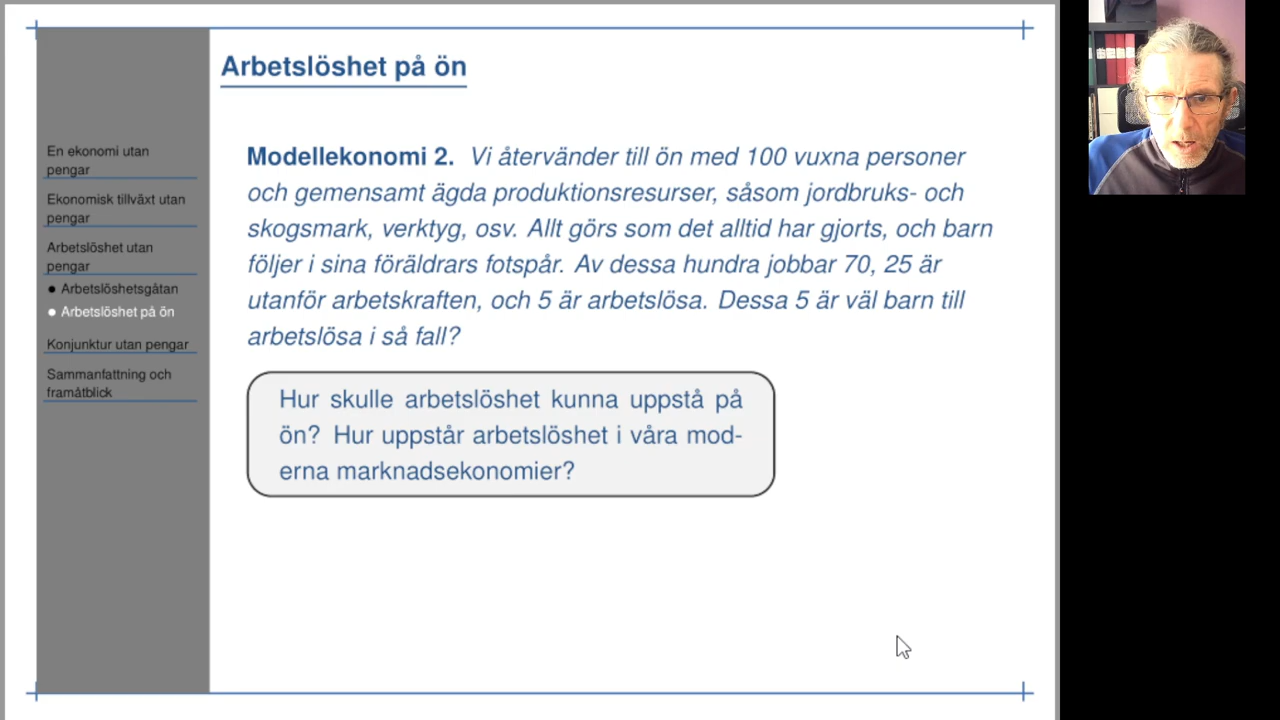 Arbetslöshet på ön
En ekonomi utan
pengar
Ekonomisk tillväxt utan
pengar
Arbetslöshet utan
pengar
Arbetslöshetsgåtan
Arbetslöshet på ön
Konjunktur utan pengar
Sammanfattning och
framåtblick
Modellekonomi 2. Vi återvänder till ön med 100 vuxna personer
och gemensamt ägda produktionsresurser, såsom jordbruks- och
skogsmark, verktyg, osv. Allt görs som det alltid har gjorts, och barn
följer i sina föräldrars fotspår. Av dessa hundra jobbar 70, 25 är
utanför arbetskraften, och 5 är arbetslösa. Dessa 5 är väl barn till
arbetslösa i så fall?
Hur skulle arbetslöshet kunna uppstå på
ön? Hur uppstår arbetslöshet i våra mod-
erna marknadsekonomier?